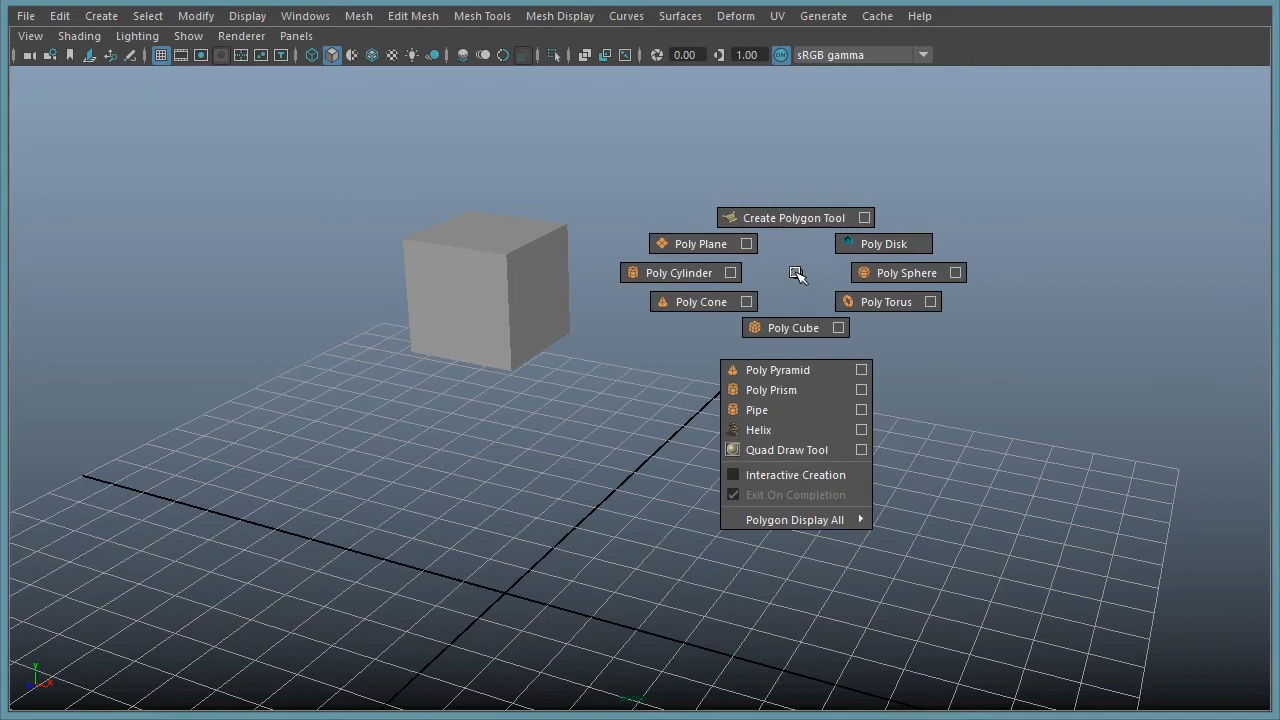 File Edit Create Select Modify Display Windows Mesh Edit Mesh Mesh Tools Mesh Display Curves Surfaces Deform UV Generate Cache Help
View Shading Lighting Show Renderer Panels
0.00 1.00 ON sRGB gamma
Create Polygon Tool
Poly Plane Poly Disk
Poly Cylinder Poly Sphere
Poly Cone Poly Torus
Poly Cube
Poly Pyramid
Poly Prism
Pipe
Helix
Quad Draw Tool
Interactive Creation
Exit On Completion
Polygon Display All
Y